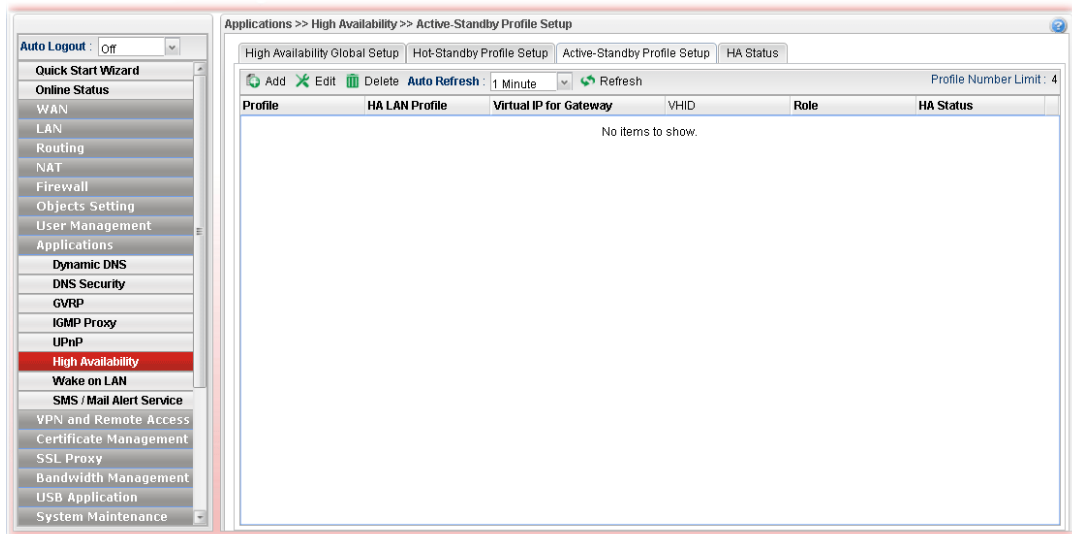 Applications >> High Availability >> Active-Standby Profile Setup
Auto Logout : Off
Quick Start Wizard
Online Status
WAN
LAN
Routing
NAT
Firewall
Objects Setting
User Management
Applications
Dynamic DNS
DNS Security
GVRP
IGMP Proxy
UPnP
High Availability
Wake on LAN
SMS / Mail Alert Service
VPN and Remote Access
Certificate Management
SSL Proxy
Bandwidth Management
USB Application
System Maintenance
High Availability Global Setup Hot-Standby Profile Setup Active-Standby Profile Setup HA Status
Add Edit Delete Auto Refresh : 1 Minute Refresh Profile Number Limit : 4
Profile HA LAN Profile Virtual IP for Gateway VHID Role HA Status
No items to show.